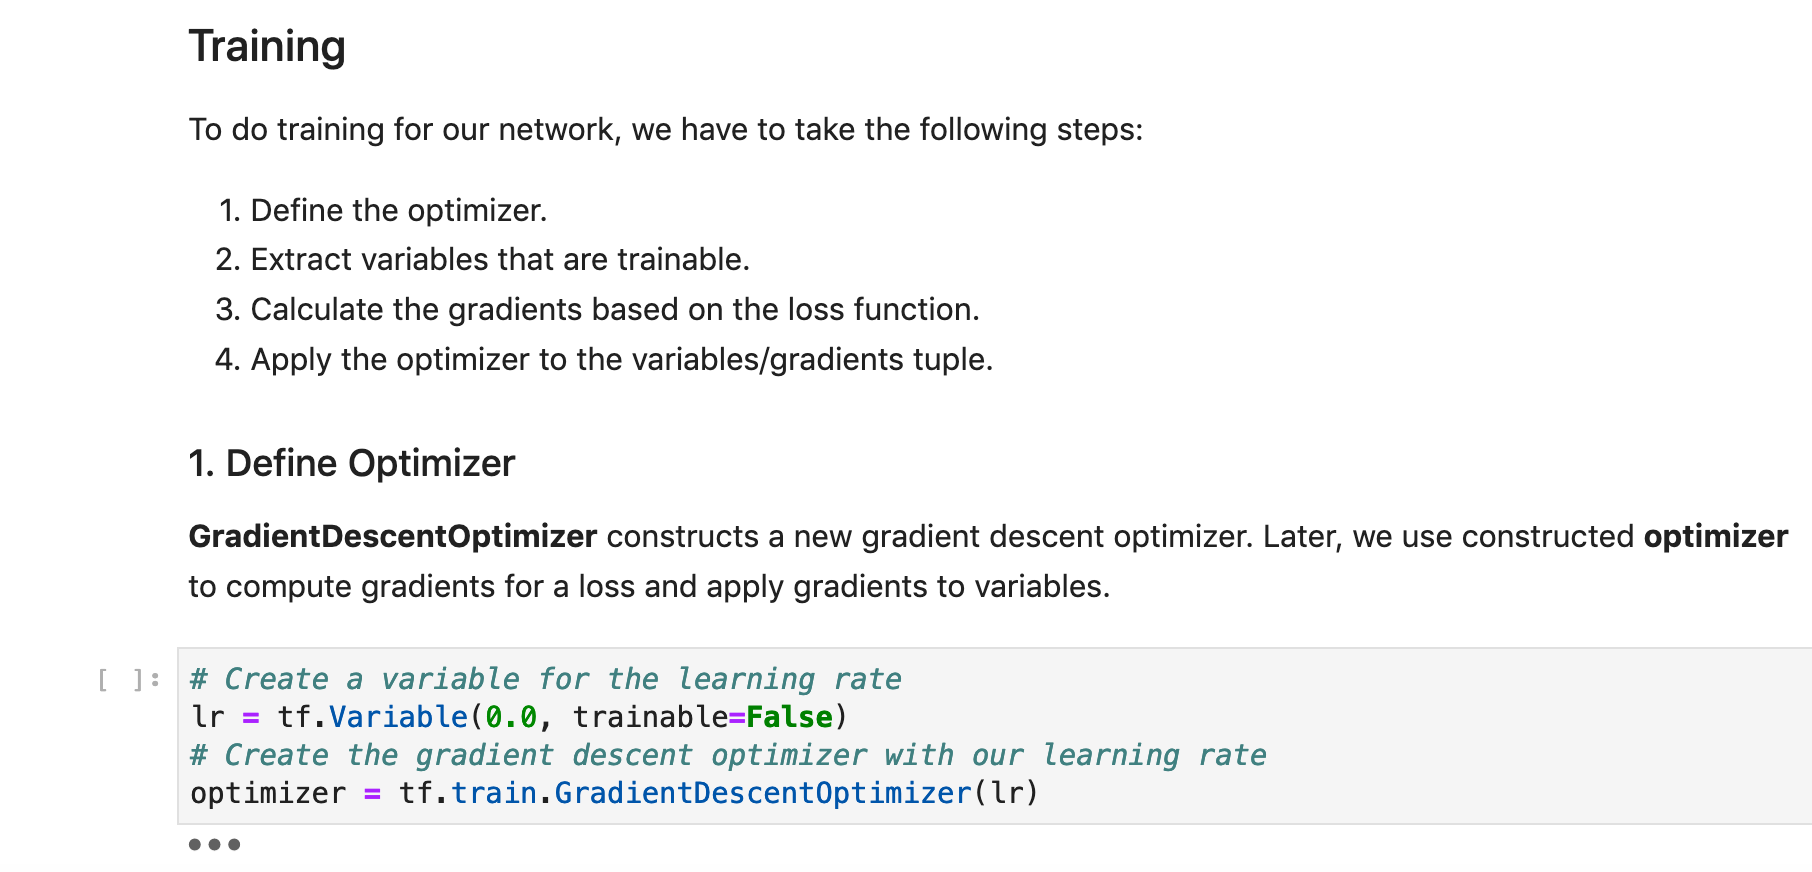 Training
To do training for our network, we have to take the following steps:
1. Define the optimizer.
2. Extract variables that are trainable.
3. Calculate the gradients based on the loss function.
4. Apply the optimizer to the variables/gradients tuple.
1. Define Optimizer
GradientDescentOptimizer constructs a new gradient descent optimizer. Later, we use constructed optimizer
to compute gradients for a loss and apply gradients to variables.
[ ]: # Create a variable for the learning rate
lr = tf.Variable(0.0, trainable=False)
# Create the gradient descent optimizer with our learning rate
optimizer = tf.train.GradientDescentOptimizer(lr)